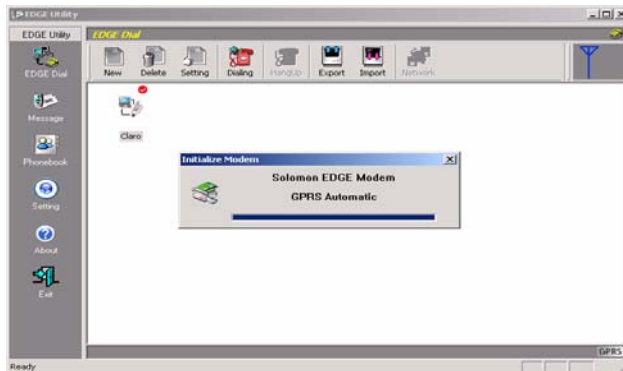 EDGE Utility
EDGE Utility
EDGE Dial
EDGE Dial
Message
Phonebook
Setting
About
Exit
New
Delete
Setting
Dialing
HangUp
Export
Import
Network
Claro
Initialize Modem
Solomon EDGE Modem
GPRS Automatic
GPRS
Ready